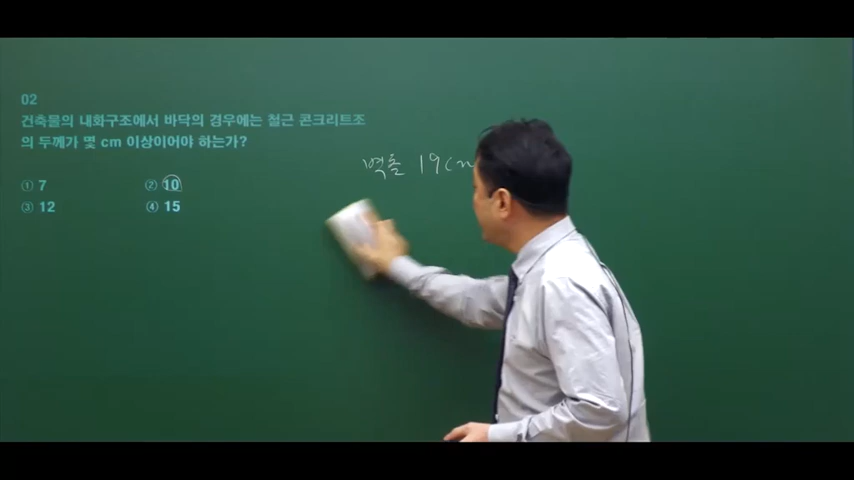 02
건축물의 내화구조에서 바닥의 경우에는 철근 콘크리트조
의 두께가 몇 cm 이상이어야 하는가?
① 7
② 10
③ 12
④ 15
벽돌 19cm